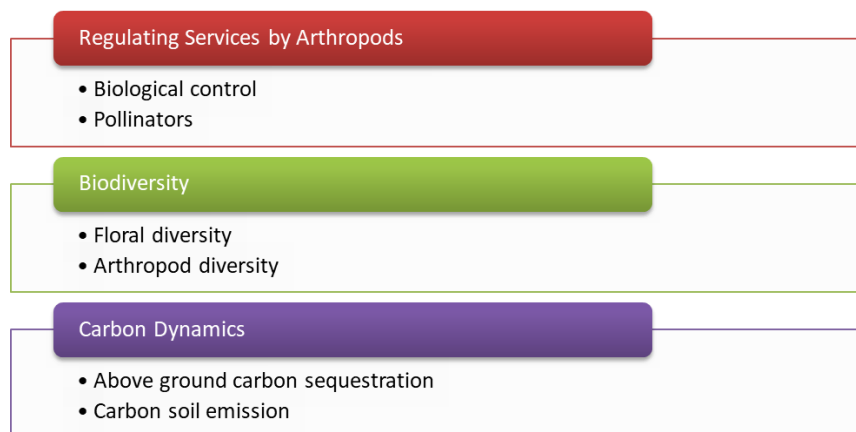 Regulating Services by Arthropods
• Biological control
• Pollinators
Biodiversity
• Floral diversity
• Arthropod diversity
Carbon Dynamics
• Above ground carbon sequestration
• Carbon soil emission